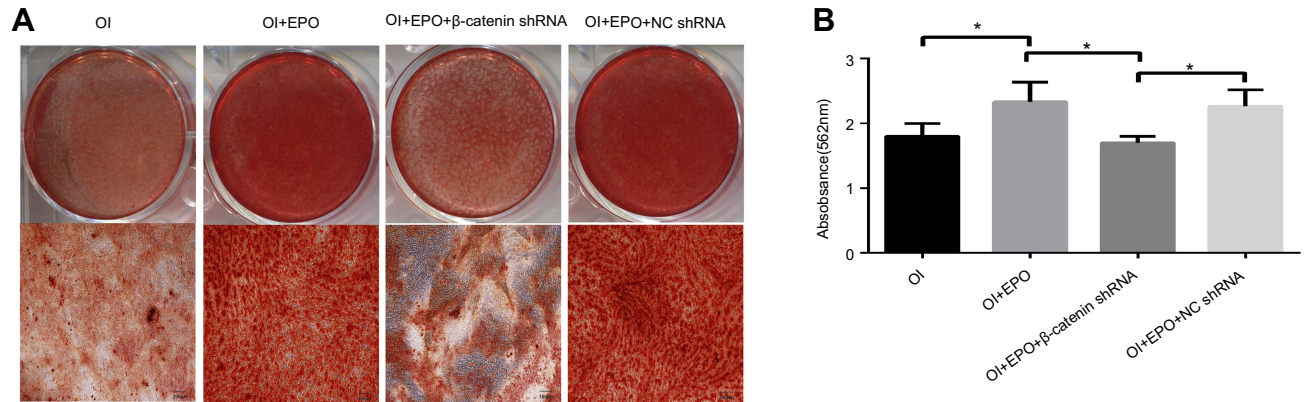 A
OI
OI+EPO
OI+EPO+β-catenin shRNA
OI+EPO+NC shRNA
B
*
*
*
Absobsance(562nm)
3
2
1
0
OI
OI+EPO
OI+EPO+β-catenin shRNA
OI+EPO+NC shRNA